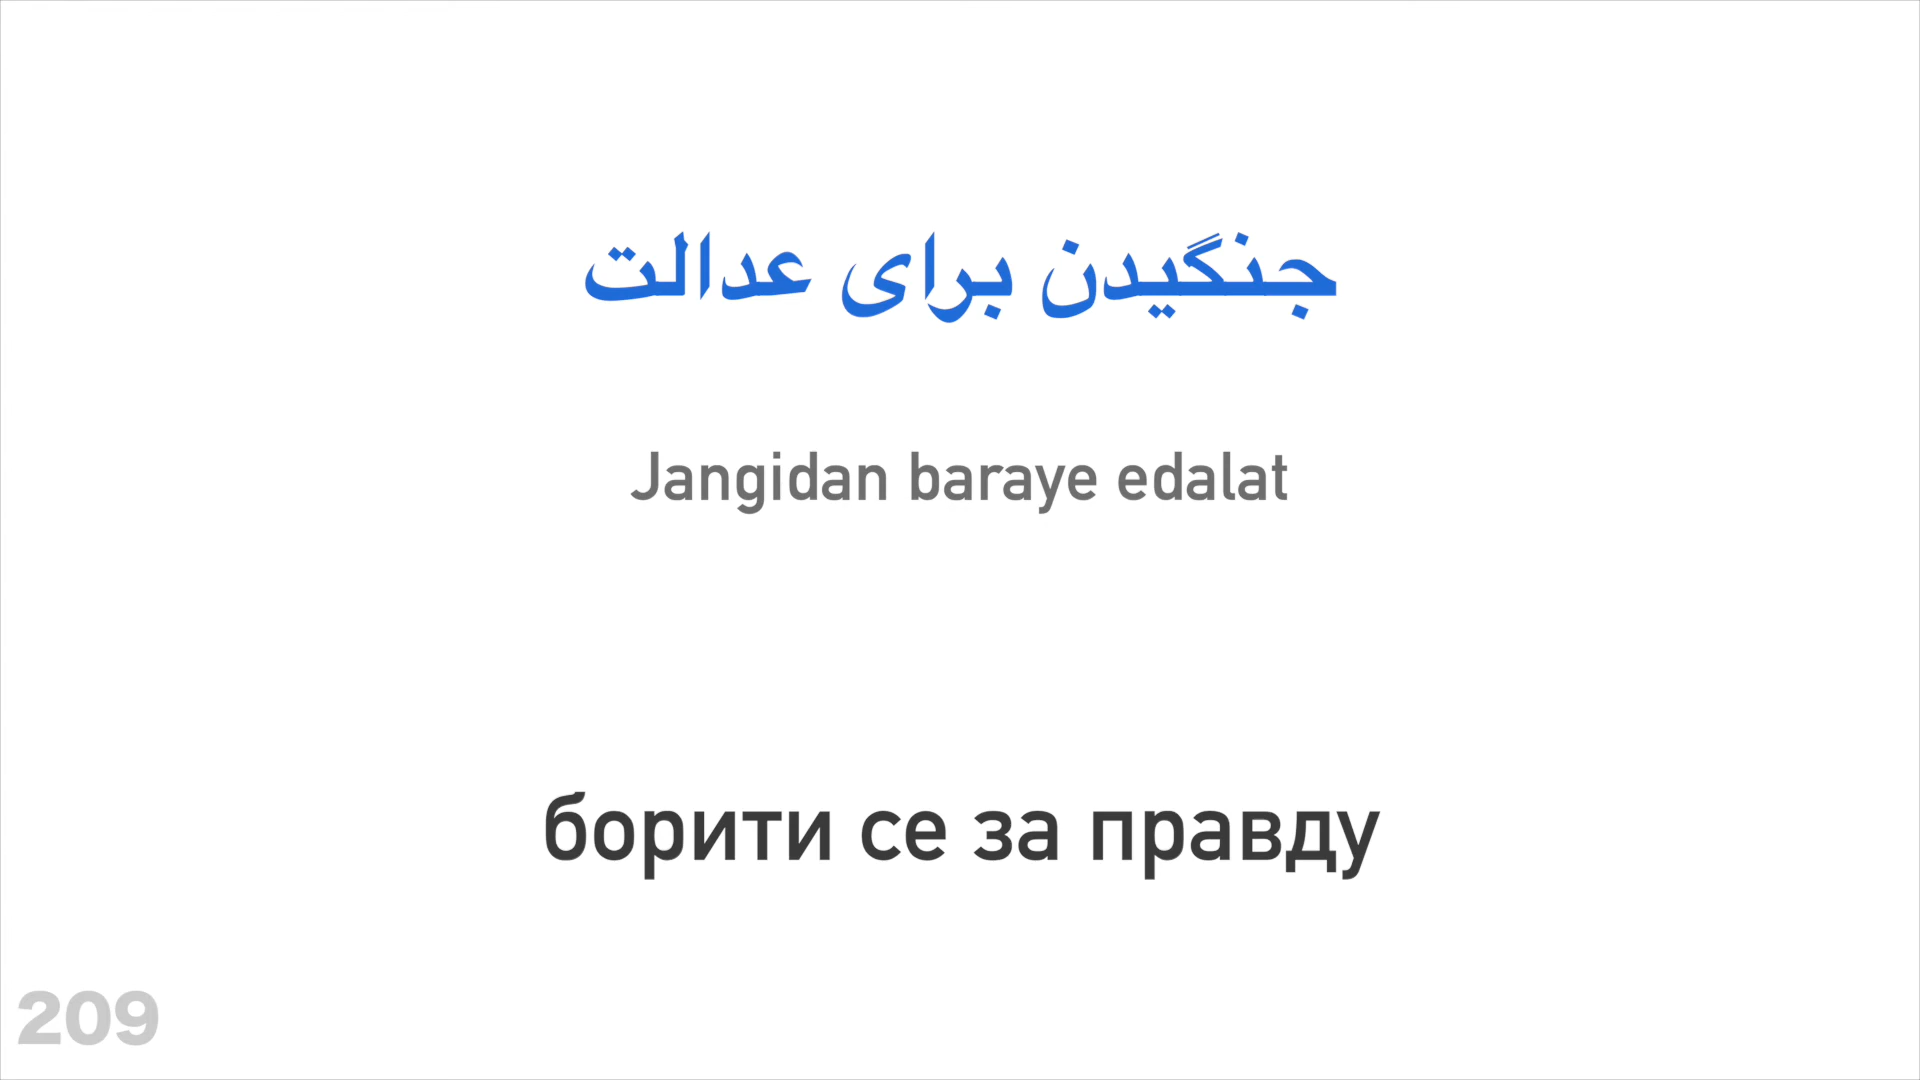 جنگیدن برای عدالت
Jangidan baraye edalat
борити се за правду
209